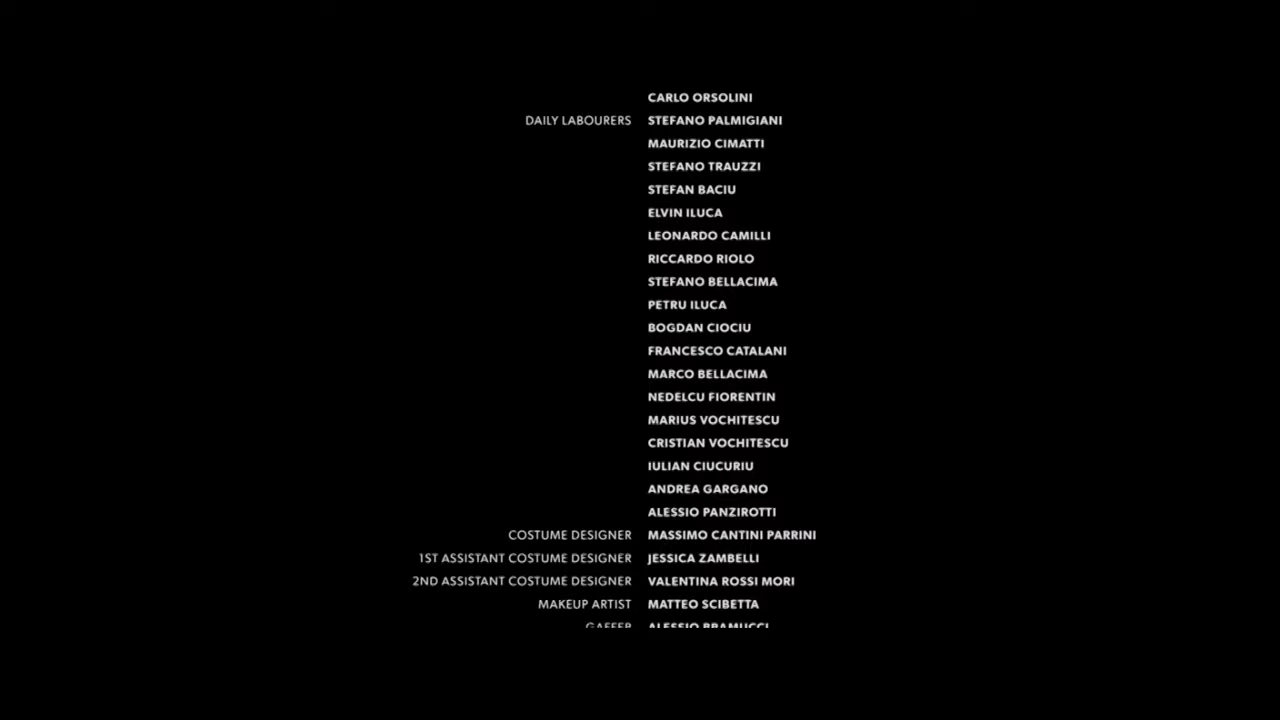 CARLO ORSOLINI
DAILY LABOURERS STEFANO PALMIGIANI
MAURIZIO CIMATTI
STEFANO TRAUZZI
STEFAN BACIU
ELVIN ILUCA
LEONARDO CAMILLI
RICCARDO RIOLO
STEFANO BELLACIMA
PETRU ILUCA
BOGDAN CIOCIU
FRANCESCO CATALANI
MARCO BELLACIMA
NEDELCU FIORENTIN
MARIUS VOCHITESCU
CRISTIAN VOCHITESCU
IULIAN CIUCURIU
ANDREA GARGANO
ALESSIO PANZIROTTI
COSTUME DESIGNER MASSIMO CANTINI PARRINI
1ST ASSISTANT COSTUME DESIGNER JESSICA ZAMBELLI
2ND ASSISTANT COSTUME DESIGNER VALENTINA ROSSI MORI
MAKEUP ARTIST MATTEO SCIBETTA
GAFFER ALESSIO BRAMUCCI